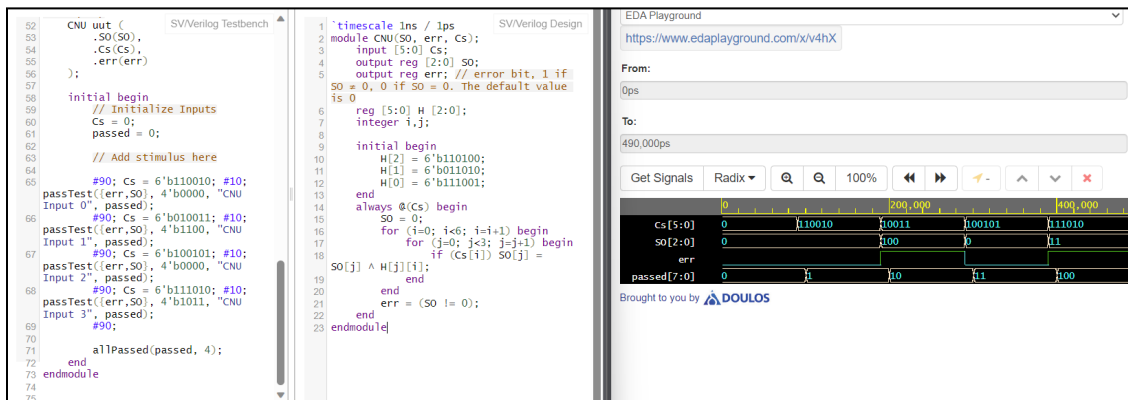 SV/Verilog Testbench
52 CNU uut (
53 .SO(SO),
54 .Cs(Cs),
55 .err(err)
56 );
57
58 initial begin
59 // Initialize Inputs
60 Cs = 0;
61 passed = 0;
62
63 // Add stimulus here
64
65 #90; Cs = 6'b110010; #10;
passTest({err,SO}, 4'b0000, "CNU
Input 0", passed);
66 #90; Cs = 6'b010011; #10;
passTest({err,SO}, 4'b1100, "CNU
Input 1", passed);
67 #90; Cs = 6'b100101; #10;
passTest({err,SO}, 4'b0000, "CNU
Input 2", passed);
68 #90; Cs = 6'b111010; #10;
passTest({err,SO}, 4'b1011, "CNU
Input 3", passed);
69 #90;
70
71 allPassed(passed, 4);
72 end
73 endmodule
74
75
SV/Verilog Design
1 `timescale 1ns / 1ps
2 module CNU(SO, err, Cs);
3 input [5:0] Cs;
4 output reg [2:0] SO;
5 output reg err; // error bit, 1 if
SO ≠ 0, 0 if SO = 0. The default value
is 0
6 reg [5:0] H [2:0];
7 integer i,j;
8
9 initial begin
10 H[2] = 6'b110100;
11 H[1] = 6'b011010;
12 H[0] = 6'b111001;
13 end
14 always @(Cs) begin
15 SO = 0;
16 for (i=0; i<6; i=i+1) begin
17 for (j=0; j<3; j=j+1) begin
18 if (Cs[i]) SO[j] =
SO[j] ^ H[j][i];
19 end
20 end
21 err = (SO != 0);
22 end
23 endmodule
EDA Playground
https://www.edaplayground.com/x/v4hX
From:
0ps
To:
490,000ps
Get Signals Radix 100%
0 200,000 400,000
Cs[5:0] 0 110010 10011 100101 111010
SO[2:0] 0 100 0 11
err
passed[7:0] 0 1 10 11 100
Brought to you by DOULOS